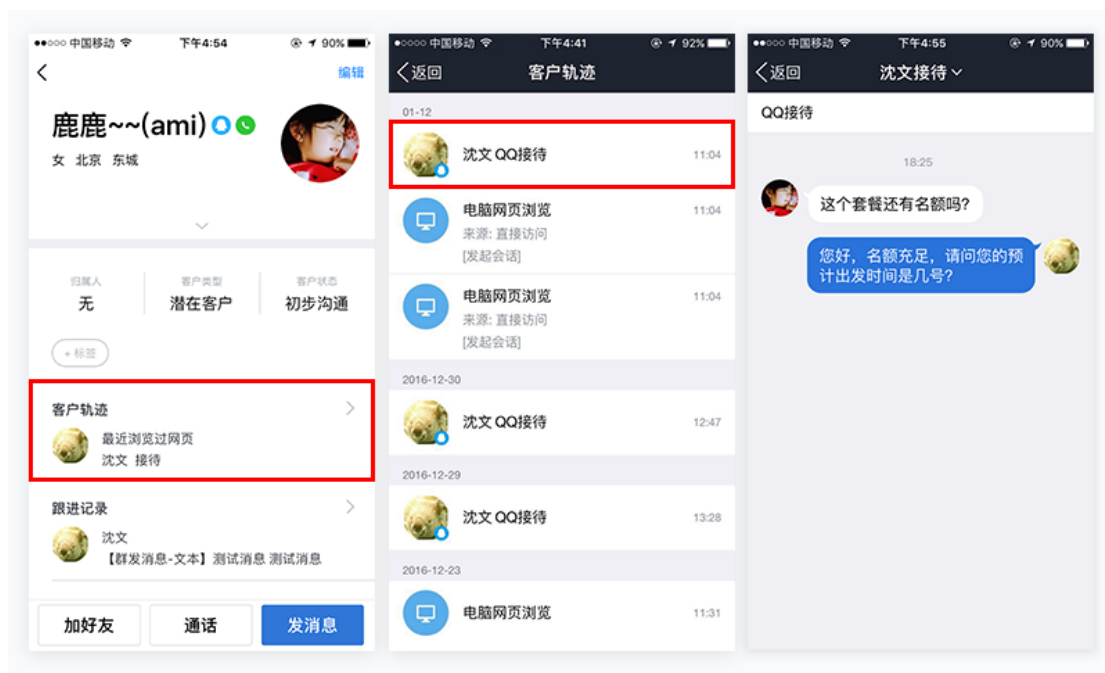 中国移动 下午4:54 90%
编辑
鹿鹿~~(ami)
女 北京 东城
归属人 客户类型 客户状态
无 潜在客户 初步沟通
+ 标签
客户轨迹
最近浏览过网页
沈文 接待
跟进记录
沈文
【群发消息-文本】测试消息 测试消息
加好友 通话 发消息
中国移动 下午4:41 92%
返回 客户轨迹
01-12
沈文 QQ接待 11:04
电脑网页浏览 11:04
来源: 直接访问
[发起会话]
电脑网页浏览 11:04
来源: 直接访问
[发起会话]
2016-12-30
沈文 QQ接待 12:47
2016-12-29
沈文 QQ接待 13:28
2016-12-23
电脑网页浏览 11:31
中国移动 下午4:55 90%
返回 沈文接待
QQ接待
18:25
这个套餐还有名额吗?
您好，名额充足，请问您的预
计出发时间是几号?